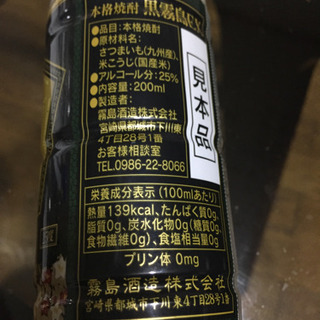 本格焼酎 黒霧島EX
●品目:本格焼酎
●原材料名:
さつまいも(九州産)、
米こうじ(国産米)
●アルコール分:25%
●内容量:200ml
●製造者:
霧島酒造株式会社
宮崎県都城市下川東
4丁目28号1番
お客様相談室
TEL.0986-22-8066
見本品
栄養成分表示(100mlあたり)
熱量139kcal、たんぱく質0g、
脂質0g、炭水化物0g(糖質0g、
食物繊維0g)、食塩相当量0g
プリン体 0mg
霧島酒造株式会社
宮崎県都城市下川東4丁目28号1番